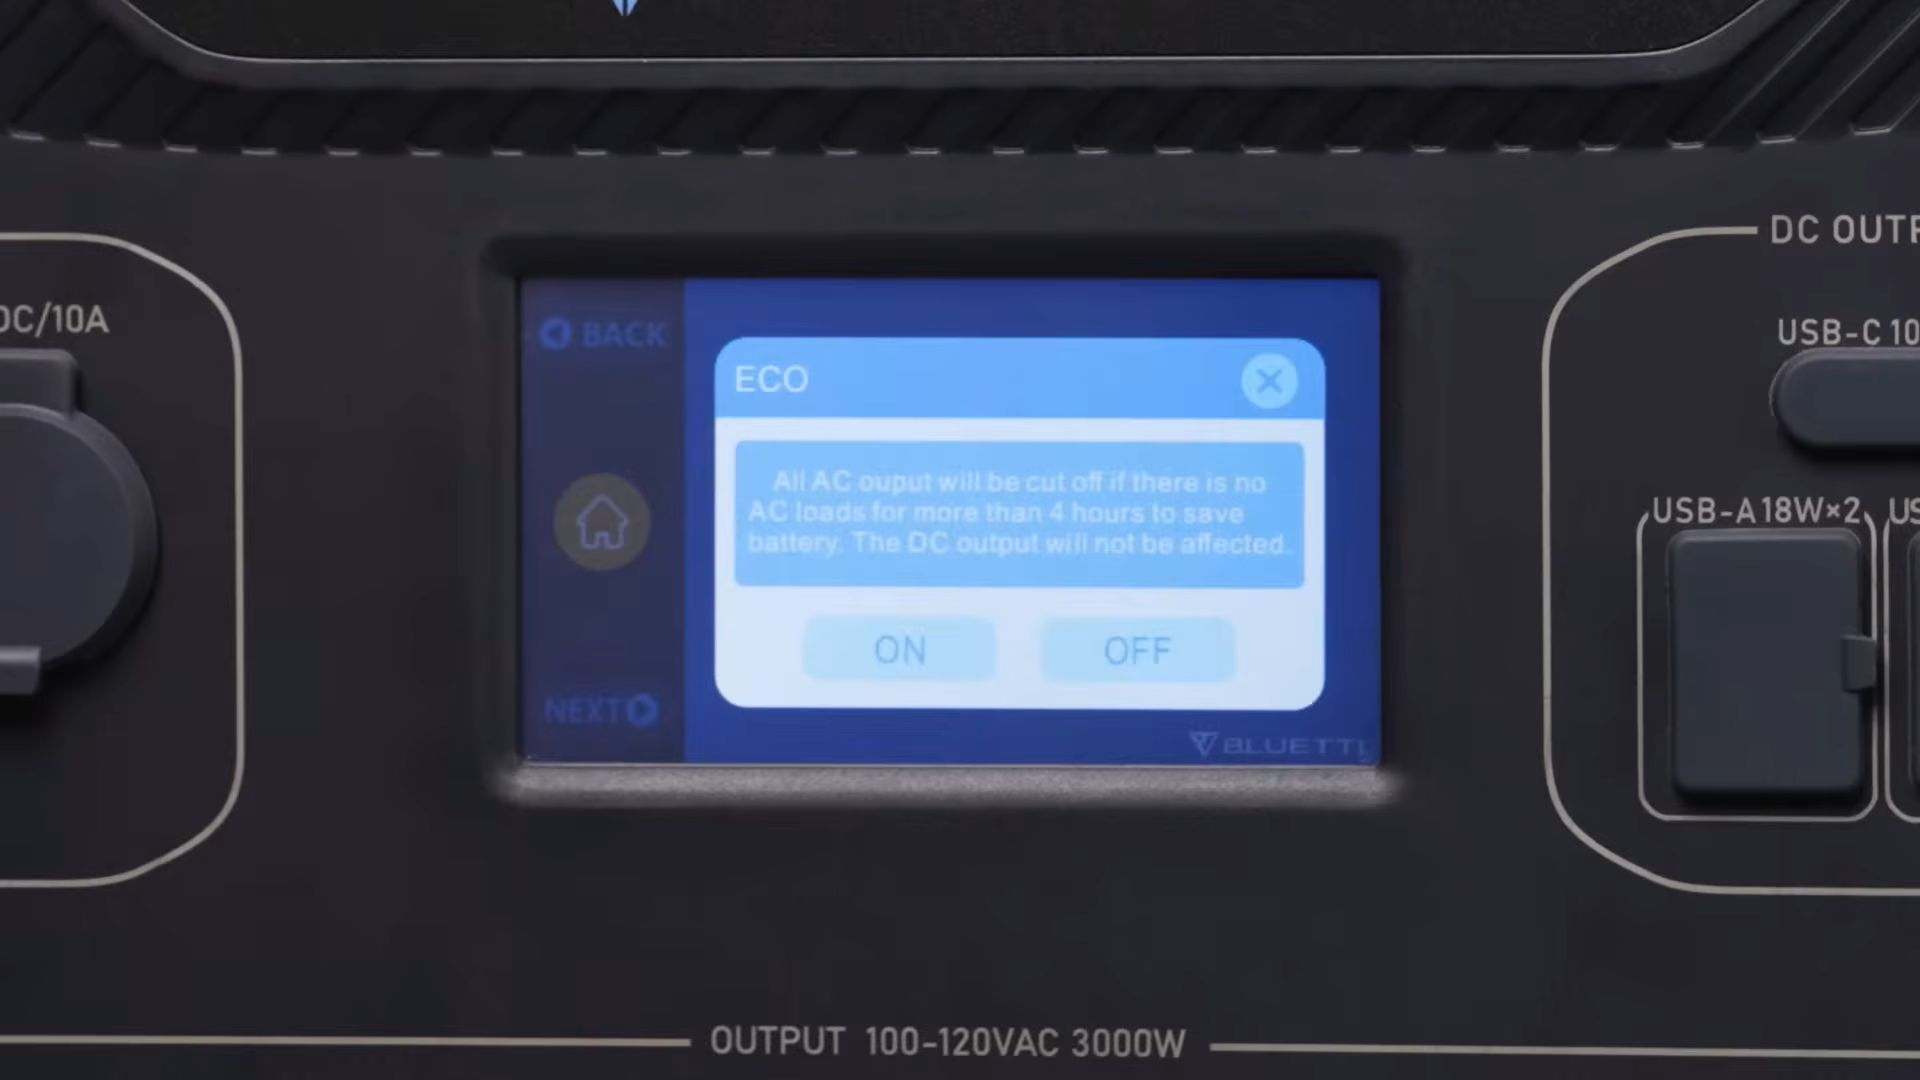 DC OUTP
DC/10A
USB-C 10
BACK
ECO
All AC ouput will be cut off if there is no
AC loads for more than 4 hours to save
battery. The DC output will not be affected.
USB-A 18W×2
US
ON
OFF
NEXT
BLUETTI
OUTPUT 100-120VAC 3000W